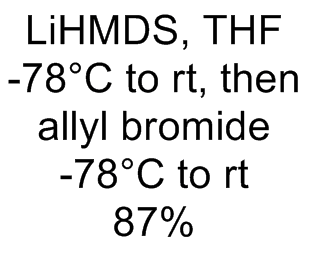 LiHMDS, THF
-78°C to rt, then
allyl bromide
-78°C to rt
87%